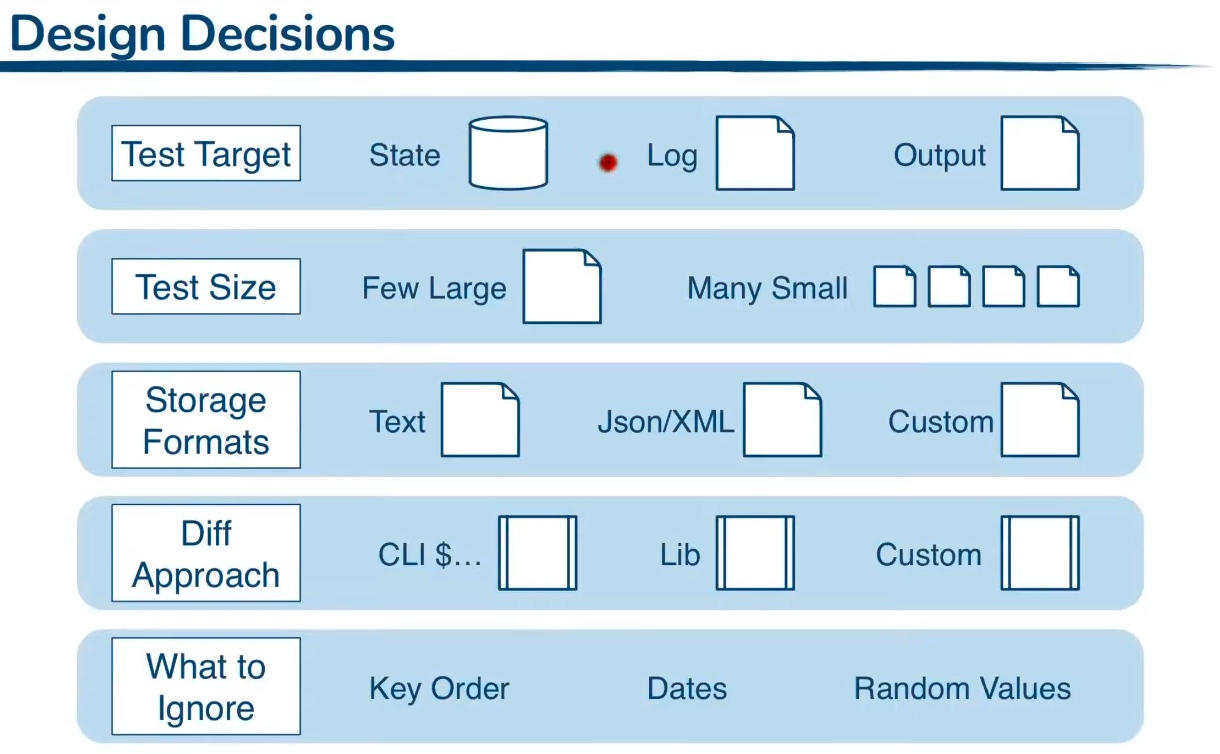 Design Decisions
Test Target State Log Output
Test Size Few Large Many Small
Storage
Formats
Text Json/XML Custom
Diff
Approach
CLI $... Lib Custom
What to
Ignore
Key Order Dates Random Values